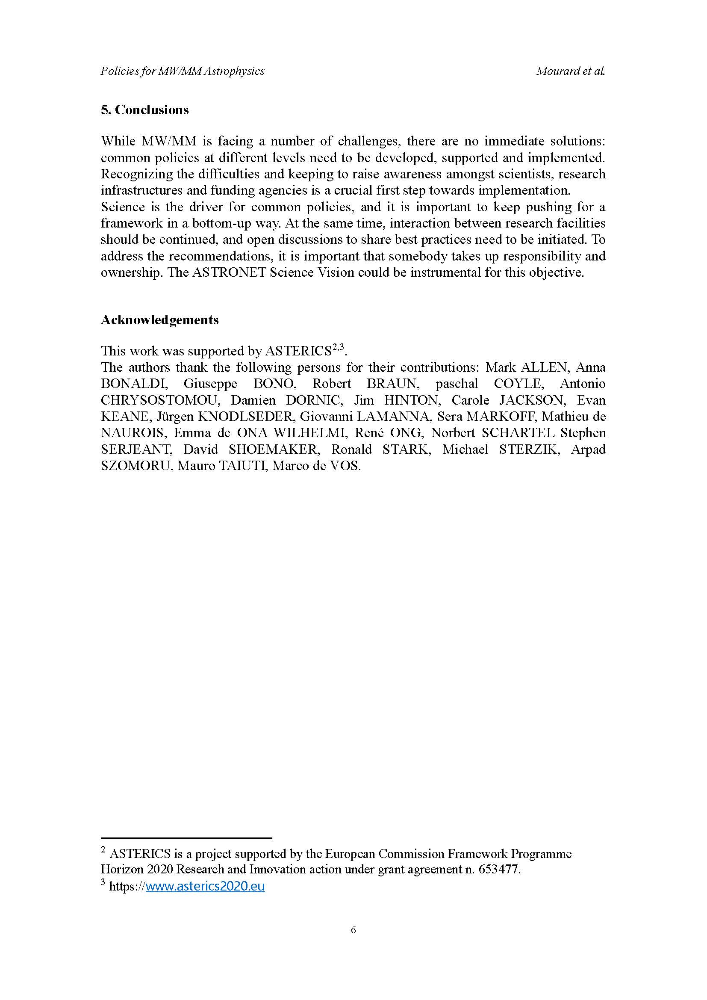 Policies for MW/MM Astrophysics Mourard et al.
5. Conclusions
While MW/MM is facing a number of challenges, there are no immediate solutions:
common policies at different levels need to be developed, supported and implemented.
Recognizing the difficulties and keeping to raise awareness amongst scientists, research
infrastructures and funding agencies is a crucial first step towards implementation.
Science is the driver for common policies, and it is important to keep pushing for a
framework in a bottom-up way. At the same time, interaction between research facilities
should be continued, and open discussions to share best practices need to be initiated. To
address the recommendations, it is important that somebody takes up responsibility and
ownership. The ASTRONET Science Vision could be instrumental for this objective.
Acknowledgements
This work was supported by ASTERICS2,3.
The authors thank the following persons for their contributions: Mark ALLEN, Anna
BONALDI, Giuseppe BONO, Robert BRAUN, paschal COYLE, Antonio
CHRYSOSTOMOU, Damien DORNIC, Jim HINTON, Carole JACKSON, Evan
KEANE, Jürgen KNODLSEDER, Giovanni LAMANNA, Sera MARKOFF, Mathieu de
NAUROIS, Emma de ONA WILHELMI, René ONG, Norbert SCHARTEL Stephen
SERJEANT, David SHOEMAKER, Ronald STARK, Michael STERZIK, Arpad
SZOMORU, Mauro TAIUTI, Marco de VOS.
2 ASTERICS is a project supported by the European Commission Framework Programme
Horizon 2020 Research and Innovation action under grant agreement n. 653477.
3 https://www.asterics2020.eu
6